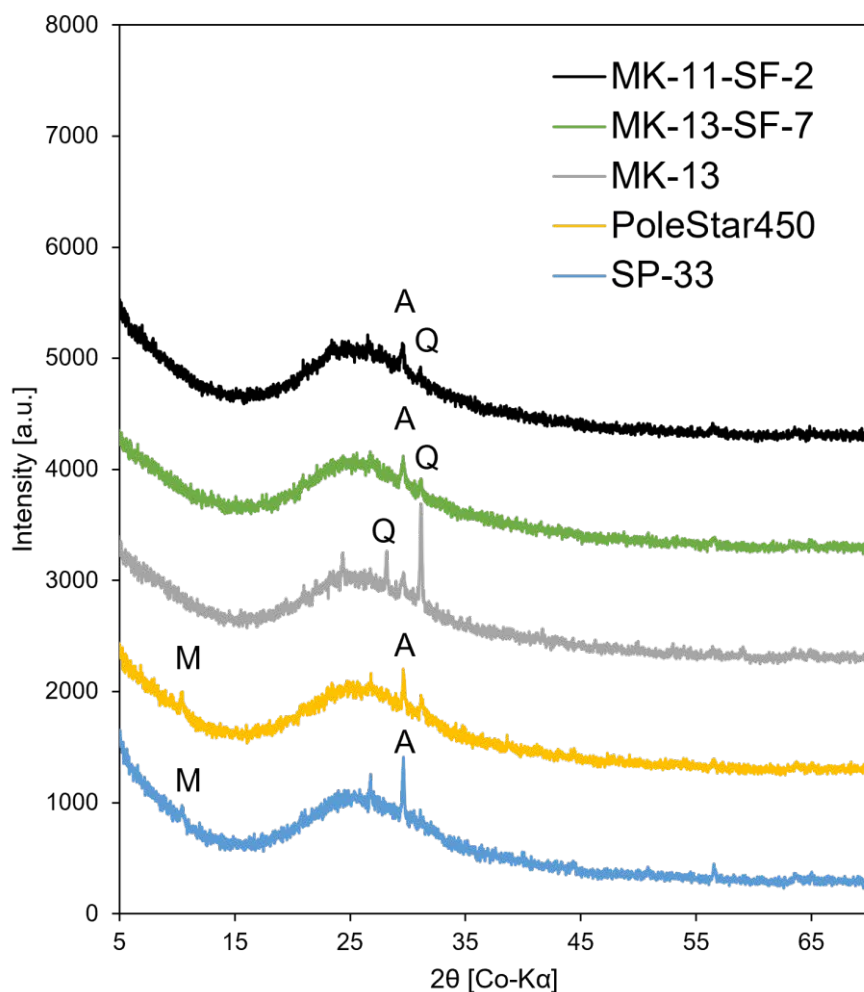 8000
7000
6000
5000
4000
3000
2000
1000
0
Intensity [a.u.]
MK-11-SF-2
MK-13-SF-7
MK-13
PoleStar450
SP-33
A
Q
A
Q
Q
M
A
M
A
5
15
25
35
45
55
65
2θ [Co-Kα]